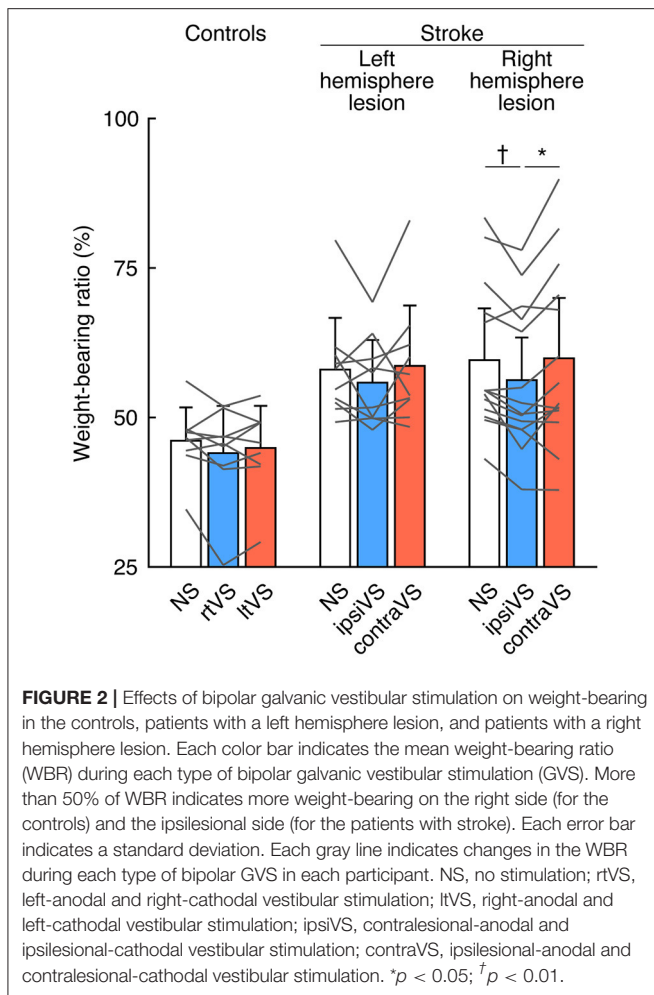 Controls
Stroke
Left
hemisphere
lesion
Right
hemisphere
lesion
100
75
50
25
Weight-bearing ratio (%)
†
*
NS
rtVS
ltVS
NS
ipsiVS
contraVS
NS
ipsiVS
contraVS
FIGURE 2 | Effects of bipolar galvanic vestibular stimulation on weight-bearing
in the controls, patients with a left hemisphere lesion, and patients with a right
hemisphere lesion. Each color bar indicates the mean weight-bearing ratio
(WBR) during each type of bipolar galvanic vestibular stimulation (GVS). More
than 50% of WBR indicates more weight-bearing on the right side (for the
controls) and the ipsilesional side (for the patients with stroke). Each error bar
indicates a standard deviation. Each gray line indicates changes in the WBR
during each type of bipolar GVS in each participant. NS, no stimulation; rtVS,
left-anodal and right-cathodal vestibular stimulation; ltVS, right-anodal and
left-cathodal vestibular stimulation; ipsiVS, contralesional-anodal and
ipsilesional-cathodal vestibular stimulation; contraVS, ipsilesional-anodal and
contralesional-cathodal vestibular stimulation. *p < 0.05; †p < 0.01.